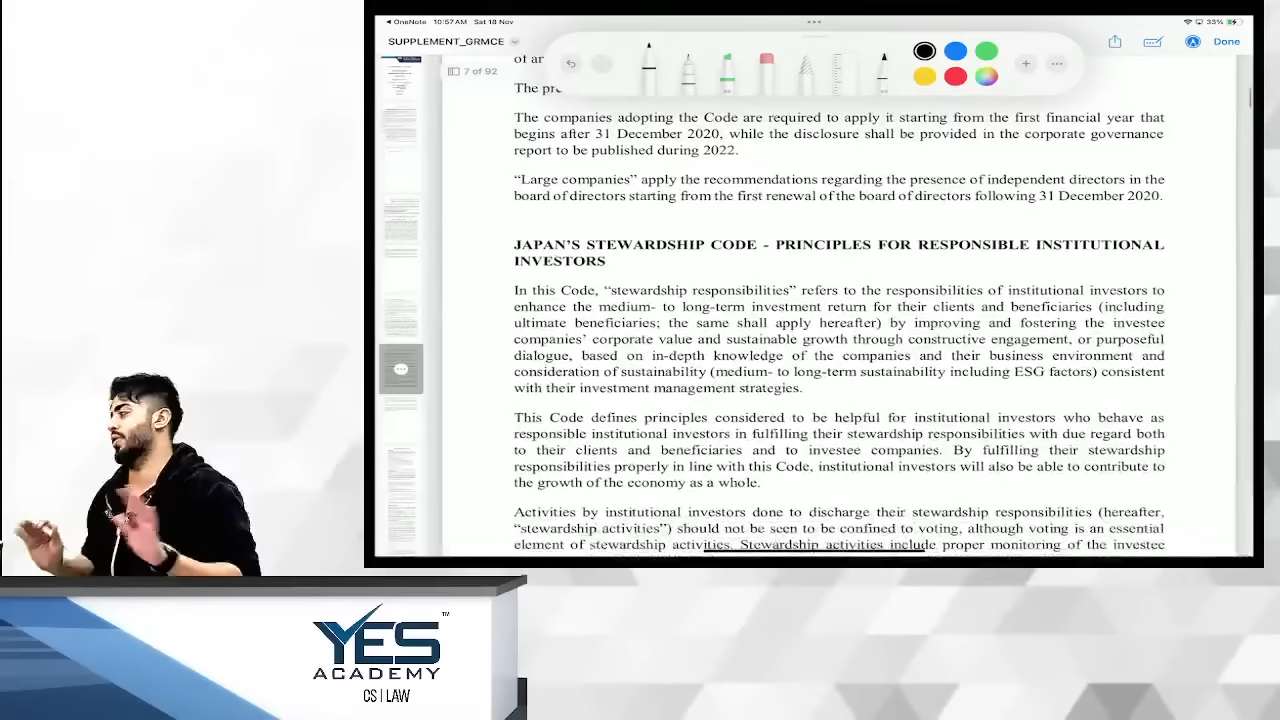 OneNote 10:57 AM Sat 18 Nov 33%
SUPPLEMENT_GRMCE Done
of ar
7 of 92
The pre
The companies adopting the Code are required to apply it starting from the first financial year that
begins after 31 December 2020, and the disclosure shall be provided in the corporate governance
report to be published during 2022.
“Large companies” apply the recommendations regarding the presence of independent directors in the
board of directors starting from the first renewal of the board of directors following 31 December 2020.
JAPAN'S STEWARDSHIP CODE - PRINCIPLES FOR RESPONSIBLE INSTITUTIONAL
INVESTORS
In this Code, “stewardship responsibilities” refers to the responsibilities of institutional investors to
enhance the medium- to long-term investment return for their clients and beneficiaries (including
ultimate beneficiaries; the same shall apply hereafter) by improving and fostering the investee
companies' corporate value and sustainable growth through constructive engagement, or purposeful
dialogue, based on in-depth knowledge of the companies and their business environment and
consideration of sustainability (medium- to long-term sustainability including ESG factors) consistent
with their investment management strategies.
This Code defines principles considered to be helpful for institutional investors who behave as
responsible institutional investors in fulfilling their stewardship responsibilities with due regard both
to their clients and beneficiaries and to investee companies. By fulfilling their stewardship
responsibilities properly in line with this Code, institutional investors will also be able to contribute to
the growth of the economy as a whole.
Activities by institutional investors done to discharge their stewardship responsibilities (hereafter,
“stewardship activities”) should not be confined to voting, although voting is an essential
element of stewardship activities. Stewardship activities include proper monitoring of the investee
YES
TM
ACADEMY
CS | LAW